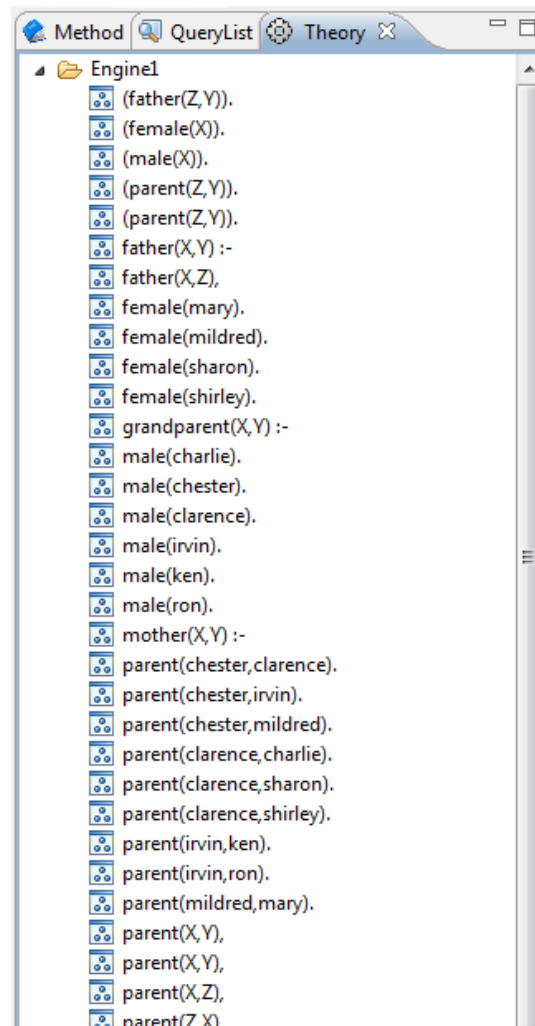 Method QueryList Theory
Engine1
(father(Z,Y)).
(female(X)).
(male(X)).
(parent(Z,Y)).
(parent(Z,Y)).
father(X,Y) :-
father(X,Z),
female(mary).
female(mildred).
female(sharon).
female(shirley).
grandparent(X,Y) :-
male(charlie).
male(chester).
male(clarence).
male(irvin).
male(ken).
male(ron).
mother(X,Y) :-
parent(chester,clarence).
parent(chester,irvin).
parent(chester,mildred).
parent(clarence,charlie).
parent(clarence,sharon).
parent(clarence,shirley).
parent(irvin,ken).
parent(irvin,ron).
parent(mildred,mary).
parent(X,Y),
parent(X,Y),
parent(X,Z),
parent(Z,X)